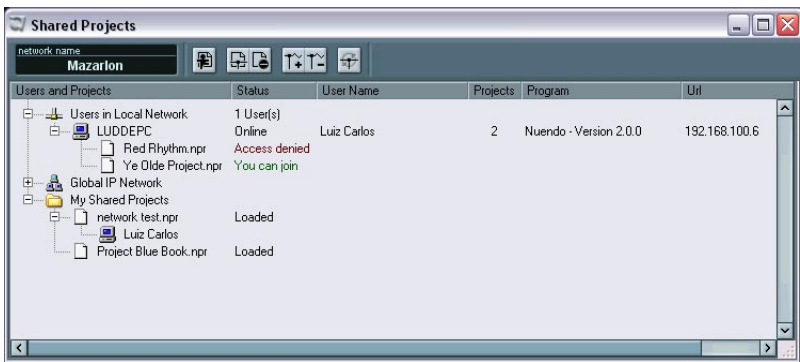 Shared Projects
network name
Mazarlon
Users and Projects Status User Name Projects Program Url
Users in Local Network 1 User(s)
LUDDEPC Online Luiz Carlos 2 Nuendo - Version 2.0.0 192.168.100.6
Red Rhythm.npr Access denied
Ye Olde Project.npr You can join
Global IP Network
My Shared Projects
network test.npr Loaded
Luiz Carlos
Project Blue Book.npr Loaded